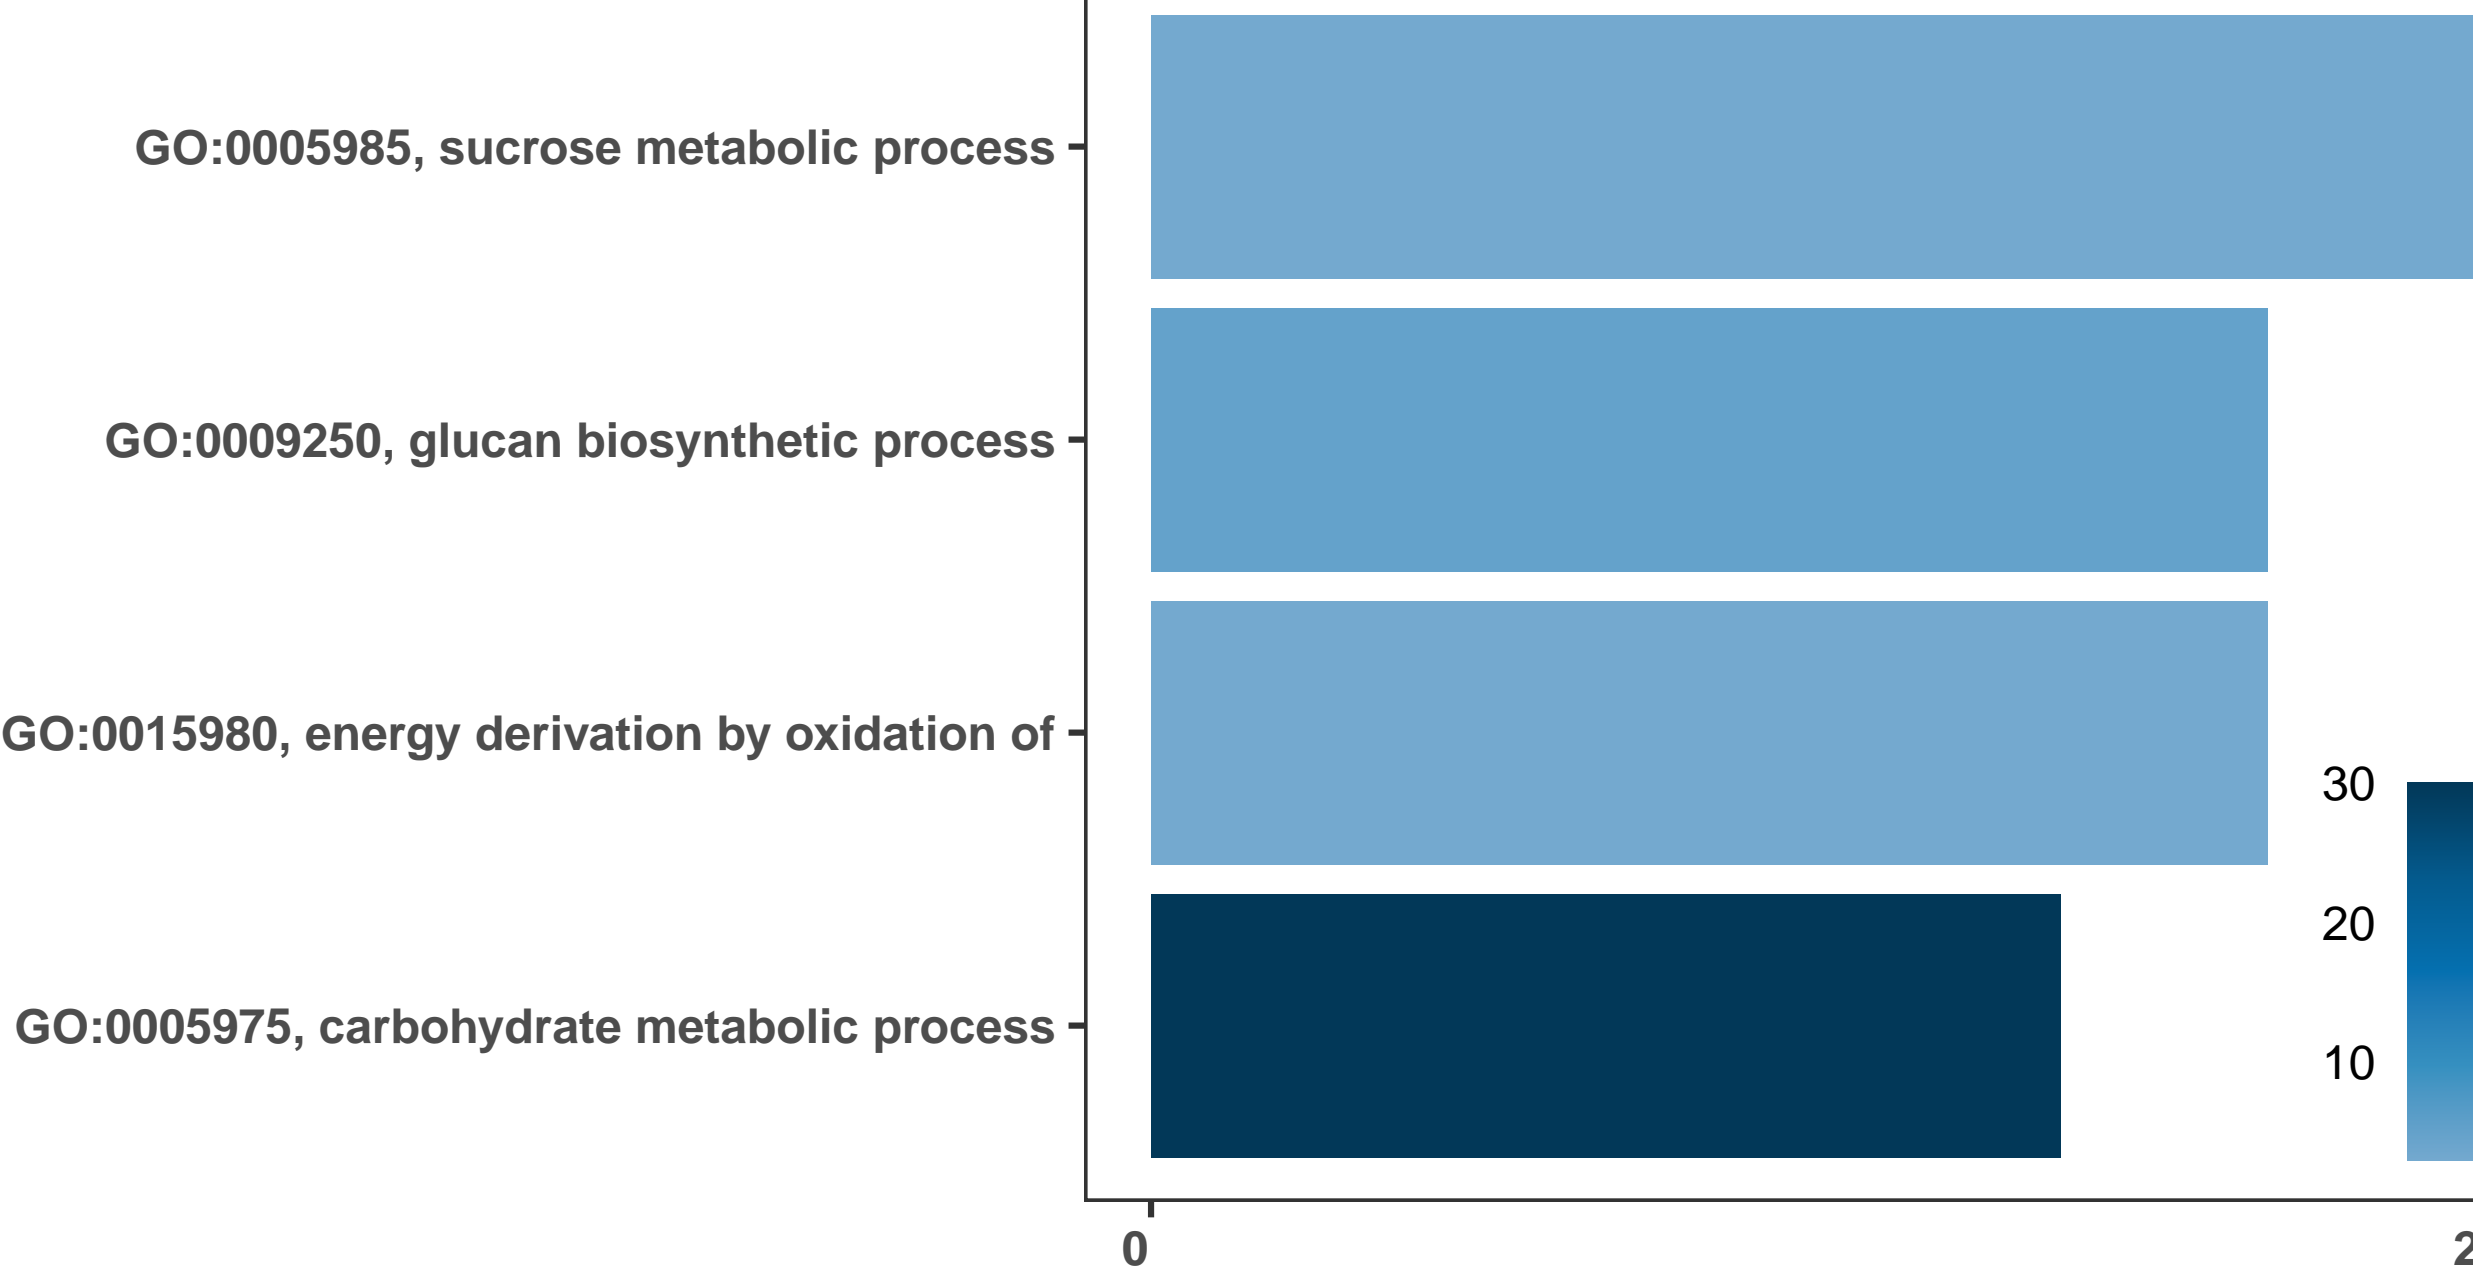 GO:0005985, sucrose metabolic process
GO:0009250, glucan biosynthetic process
GO:0015980, energy derivation by oxidation of
30
20
10
GO:0005975, carbohydrate metabolic process
0 2